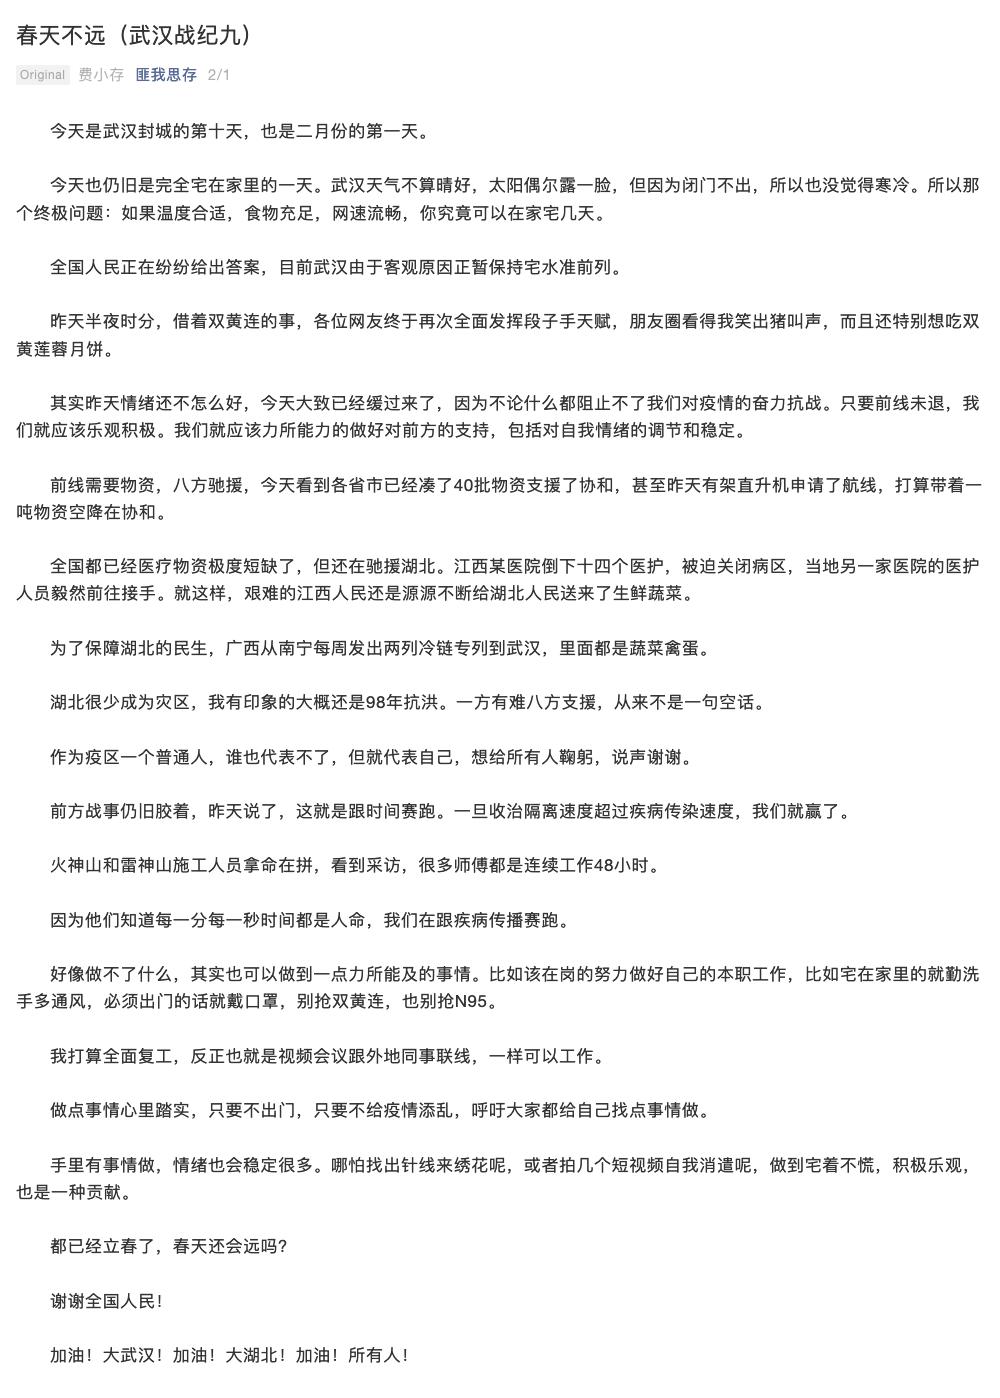 春天不远（武汉战纪九）
Original 费小存 匪我思存 2/1
今天是武汉封城的第十天，也是二月份的第一天。
今天也仍旧是完全宅在家里的一天。武汉天气不算晴好，太阳偶尔露一脸，但因为闭门不出，所以也没觉得寒冷。所以那
个终极问题：如果温度合适，食物充足，网速流畅，你究竟可以在家宅几天。
全国人民正在纷纷给出答案，目前武汉由于客观原因正暂保持宅水准前列。
昨天半夜时分，借着双黄连的事，各位网友终于再次全面发挥段子手天赋，朋友圈看得我笑出猪叫声，而且还特别想吃双
黄莲蓉月饼。
其实昨天情绪还不怎么好，今天大致已经缓过来了，因为不论什么都阻止不了我们对疫情的奋力抗战。只要前线未退，我
们就应该乐观积极。我们就应该力所能力的做好对前方的支持，包括对自我情绪的调节和稳定。
前线需要物资，八方驰援，今天看到各省市已经凑了40批物资支援了协和，甚至昨天有架直升机申请了航线，打算带着一
吨物资空降在协和。
全国都已经医疗物资极度短缺了，但还在驰援湖北。江西某医院倒下十四个医护，被迫关闭病区，当地另一家医院的医护
人员毅然前往接手。就这样，艰难的江西人民还是源源不断给湖北人民送来了生鲜蔬菜。
为了保障湖北的民生，广西从南宁每周发出两列冷链专列到武汉，里面都是蔬菜禽蛋。
湖北很少成为灾区，我有印象的大概还是98年抗洪。一方有难八方支援，从来不是一句空话。
作为疫区一个普通人，谁也代表不了，但就代表自己，想给所有人鞠躬，说声谢谢。
前方战事仍旧胶着，昨天说了，这就是跟时间赛跑。一旦收治隔离速度超过疾病传染速度，我们就赢了。
火神山和雷神山施工人员拿命在拼，看到采访，很多师傅都是连续工作48小时。
因为他们知道每一分每一秒时间都是人命，我们在跟疾病传播赛跑。
好像做不了什么，其实也可以做到一点力所能及的事情。比如该在岗的努力做好自己的本职工作，比如宅在家里的就勤洗
手多通风，必须出门的话就戴口罩，别抢双黄连，也别抢N95。
我打算全面复工，反正也就是视频会议跟外地同事联线，一样可以工作。
做点事情心里踏实，只要不出门，只要不给疫情添乱，呼吁大家都给自己找点事情做。
手里有事情做，情绪也会稳定很多。哪怕找出针线来绣花呢，或者拍几个短视频自我消遣呢，做到宅着不慌，积极乐观，
也是一种贡献。
都已经立春了，春天还会远吗？
谢谢全国人民！
加油！大武汉！加油！大湖北！加油！所有人！